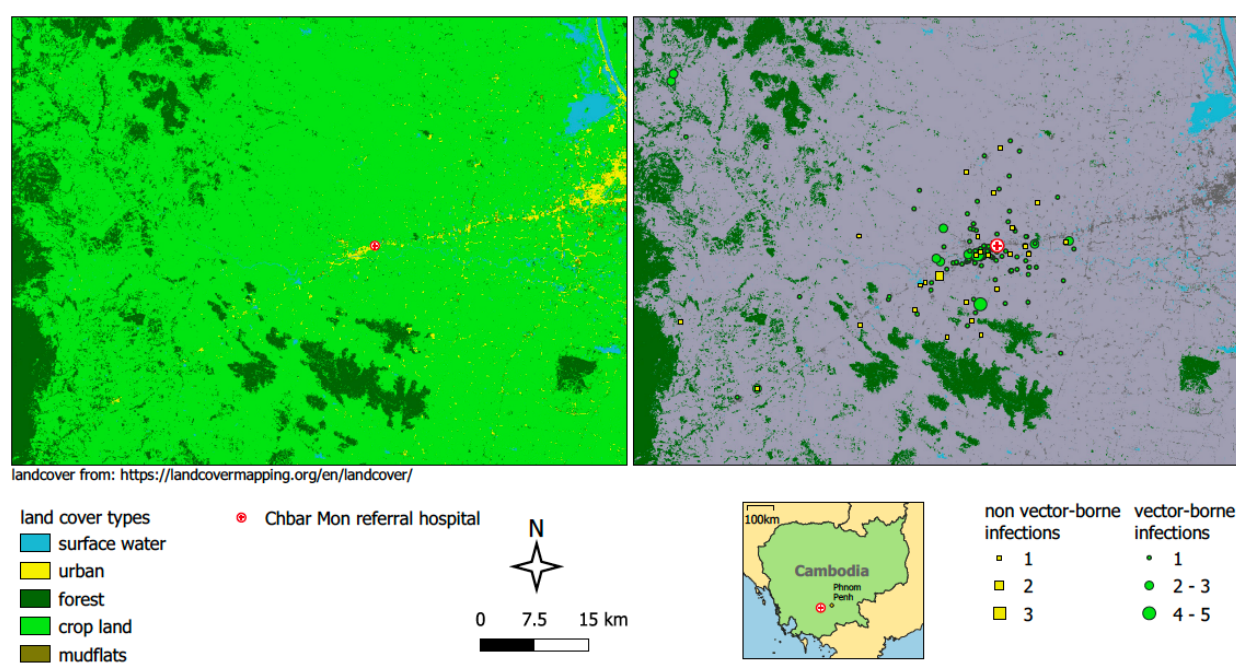 landcover from: https://landcovermapping.org/en/landcover/
land cover types
surface water
urban
forest
crop land
mudflats
Chbar Mon referral hospital
N
0 7.5 15 km
100km
Cambodia
Phnom
Penh
non vector-borne
infections
1
2
3
vector-borne
infections
1
2 - 3
4 - 5